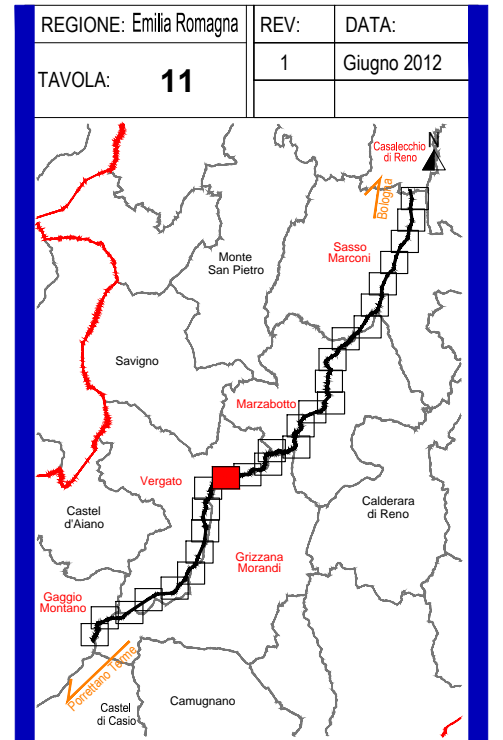 REGIONE: Emilia Romagna
REV:
DATA:
TAVOLA: 11
1
Giugno 2012
Casalecchio
di Reno
N
Bologna
Sasso
Marconi
Monte
San Pietro
Savigno
Marzabotto
Vergato
Castel
d'Aiano
Calderara
di Reno
Grizzana
Morandi
Gaggio
Montano
Porrettano Terme
Castel
di Casio
Camugnano